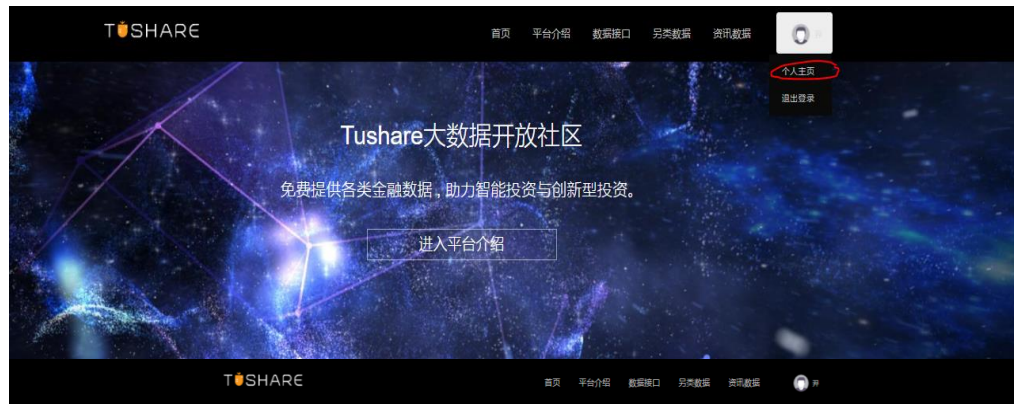 TUSHARE
首页 平台介绍 数据接口 另类数据 资讯数据
个人主页
退出登录
Tushare大数据开放社区
免费提供各类金融数据，助力智能投资与创新型投资。
进入平台介绍
TUSHARE
首页 平台介绍 数据接口 另类数据 资讯数据